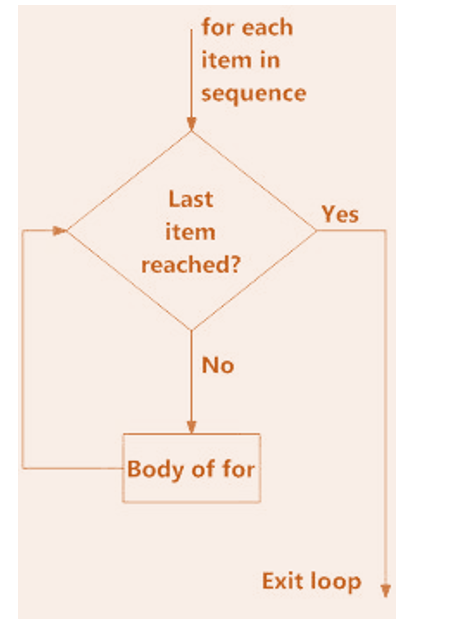 for each
item in
sequence
Last
item
reached?
Yes
No
Body of for
Exit loop